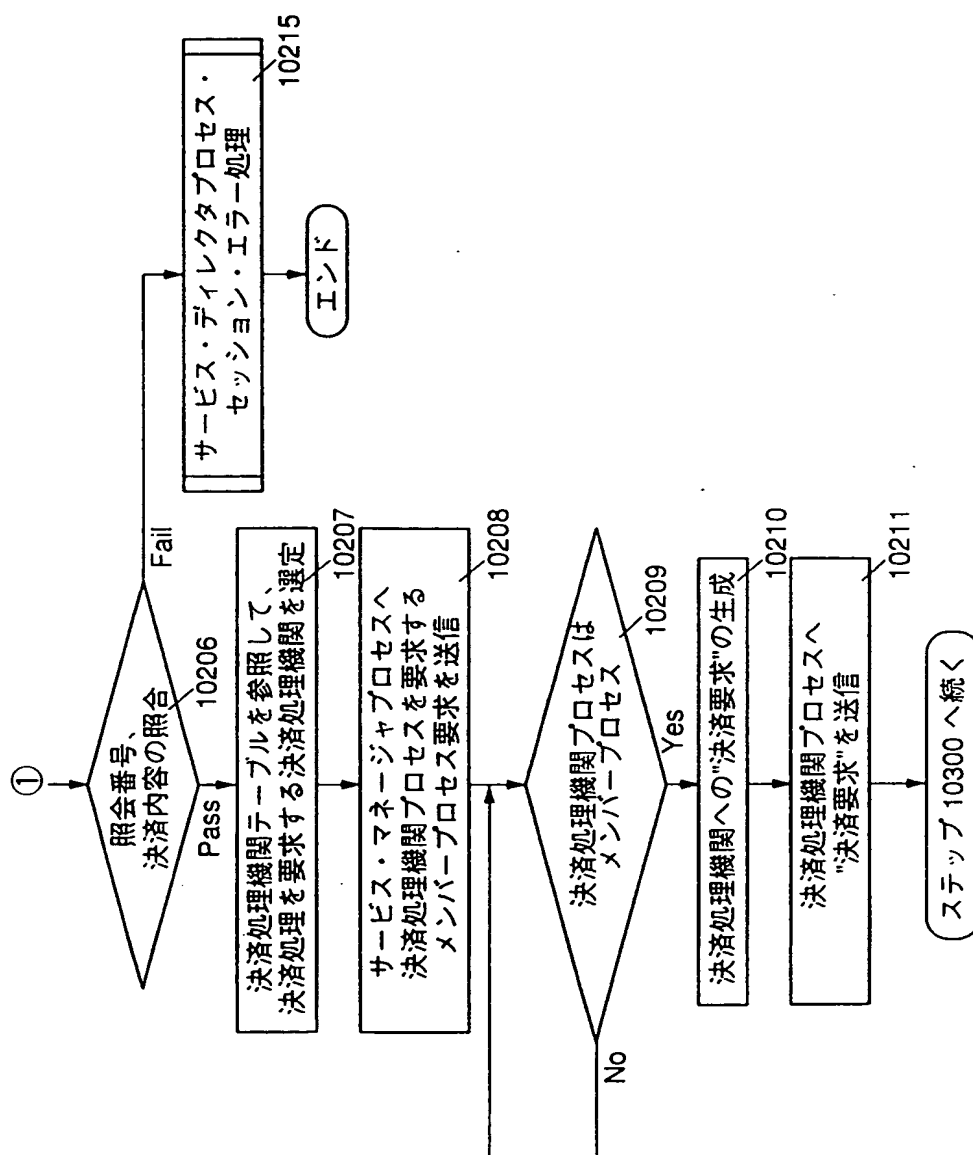 ①
照会番号、
決済内容の照合
10206
Fail
Pass
サービス・ディレクタプロセス・
セッション・エラー処理
10215
エンド
決済処理機関テーブルを参照して、
決済処理を要求する決済処理機関を選定
10207
サービス・マネージャプロセスへ
決済処理機関プロセスを要求する
メンバープロセス要求を送信
10208
決済処理機関プロセスは
メンバープロセス
10209
No
Yes
決済処理機関への"決済要求"の生成
10210
決済処理機関プロセスへ
"決済要求"を送信
10211
ステップ 10300 へ続く